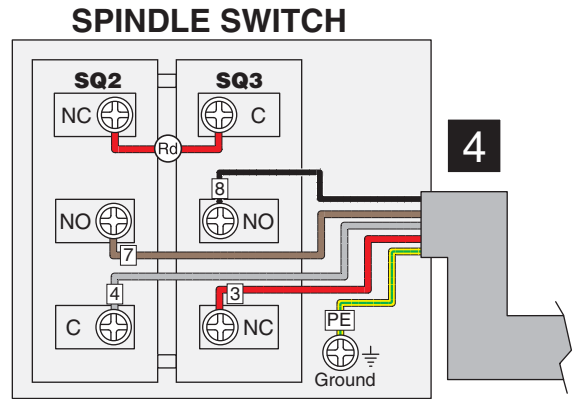 SPINDLE SWITCH
SQ2 SQ3
NC C
Rd
4
8
NO NO
7
4 3
C NC
PE
Ground